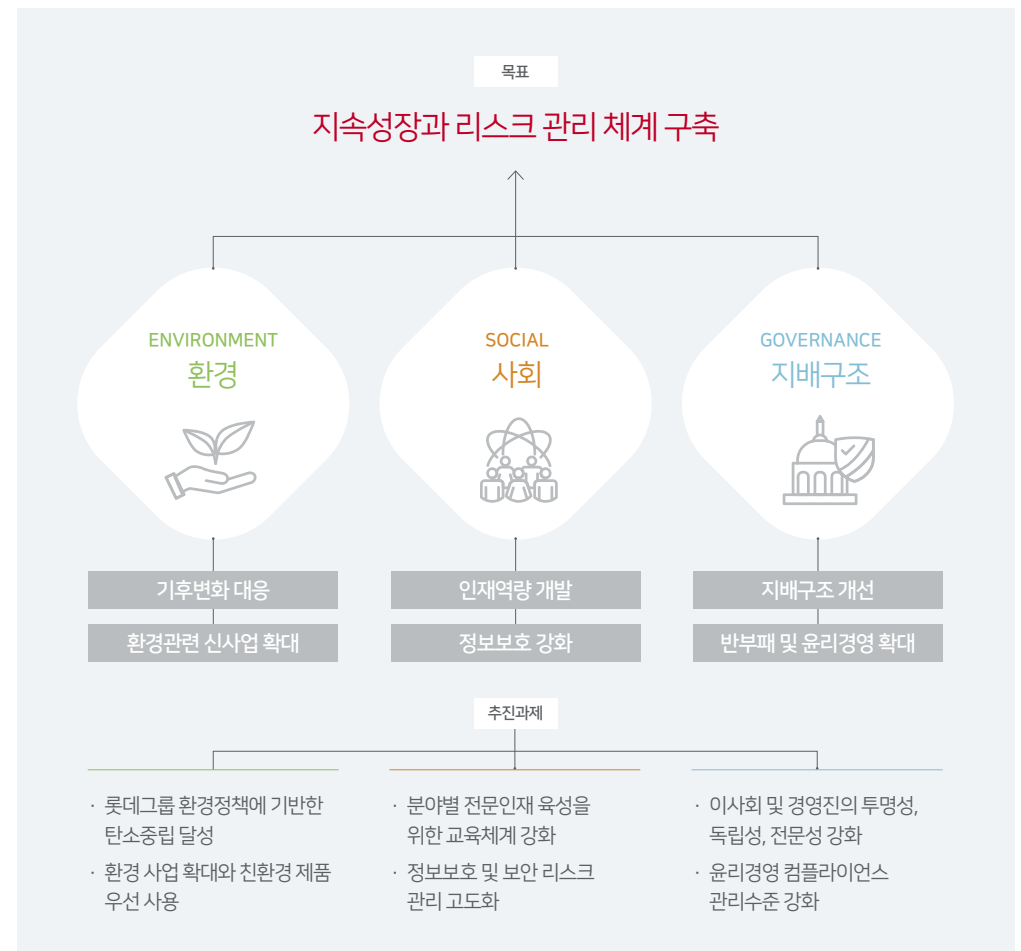 목표
지속성장과 리스크 관리 체계 구축
ENVIRONMENT
환경
기후변화 대응
환경관련 신사업 확대
SOCIAL
사회
인재역량 개발
정보보호 강화
GOVERNANCE
지배구조
지배구조 개선
반부패 및 윤리경영 확대
추진과제
· 롯데그룹 환경정책에 기반한
탄소중립 달성
· 환경 사업 확대와 친환경 제품
우선 사용
· 분야별 전문인재 육성을
위한 교육체계 강화
· 정보보호 및 보안 리스크
관리 고도화
· 이사회 및 경영진의 투명성,
독립성, 전문성 강화
· 윤리경영 컴플라이언스
관리수준 강화